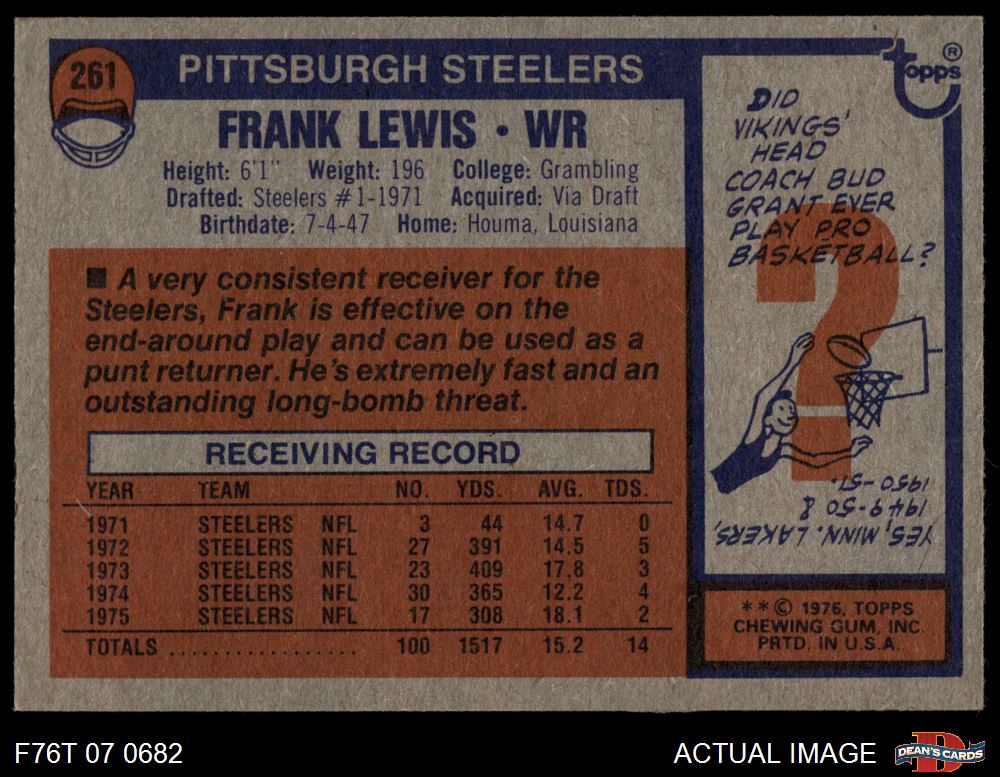 261
PITTSBURGH STEELERS
FRANK LEWIS • WR
Height: 6'1" Weight: 196 College: Grambling
Drafted: Steelers #1-1971 Acquired: Via Draft
Birthdate: 7-4-47 Home: Houma, Louisiana
■ A very consistent receiver for the
Steelers, Frank is effective on the
end-around play and can be used as a
punt returner. He's extremely fast and an
outstanding long-bomb threat.
RECEIVING RECORD
YEAR TEAM NO. YDS. AVG. TDS.
1971 STEELERS NFL 3 44 14.7 0
1972 STEELERS NFL 27 391 14.5 5
1973 STEELERS NFL 23 409 17.8 3
1974 STEELERS NFL 30 365 12.2 4
1975 STEELERS NFL 17 308 18.1 2
TOTALS .................. 100 1517 15.2 14
topps ®
DID
VIKINGS'
HEAD
COACH BUD
GRANT EVER
PLAY PRO
BASKETBALL?
?
YES, MINN. LAKERS,
1949-50 &
1950-51.
**© 1976, TOPPS
CHEWING GUM, INC.
PRTD. IN U.S.A.
F76T 07 0682
ACTUAL IMAGE
D
DEAN'S CARDS